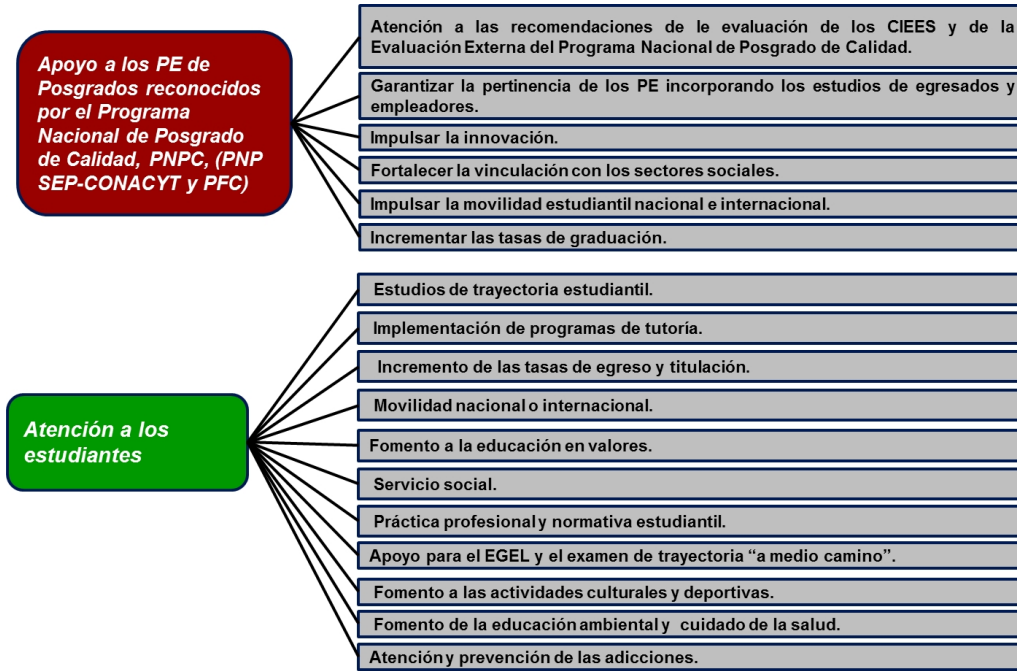 Apoyo a los PE de
Posgrados reconocidos
por el Programa
Nacional de Posgrado
de Calidad, PNPC, (PNP
SEP-CONACYT y PFC)
Atención a las recomendaciones de le evaluación de los CIEES y de la
Evaluación Externa del Programa Nacional de Posgrado de Calidad.
Garantizar la pertinencia de los PE incorporando los estudios de egresados y
empleadores.
Impulsar la innovación.
Fortalecer la vinculación con los sectores sociales.
Impulsar la movilidad estudiantil nacional e internacional.
Incrementar las tasas de graduación.
Atención a los
estudiantes
Estudios de trayectoria estudiantil.
Implementación de programas de tutoría.
Incremento de las tasas de egreso y titulación.
Movilidad nacional o internacional.
Fomento a la educación en valores.
Servicio social.
Práctica profesional y normativa estudiantil.
Apoyo para el EGEL y el examen de trayectoria “a medio camino”.
Fomento a las actividades culturales y deportivas.
Fomento de la educación ambiental y cuidado de la salud.
Atención y prevención de las adicciones.